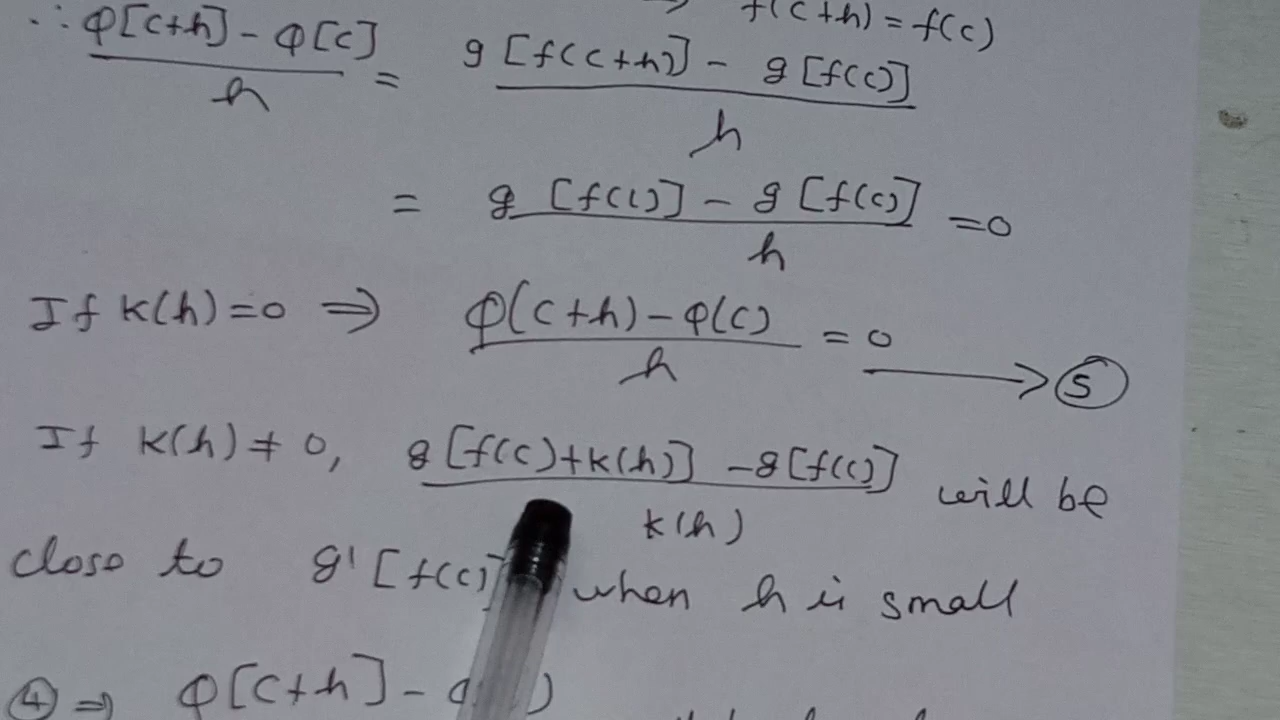 ⇒ f(c+h) = f(c)
∴ φ[c+h] - φ[c] / h = g[f(c+h)] - g[f(c)] / h
= g[f(c)] - g[f(c)] / h = 0
If k(h)=0 ⇒ φ(c+h) - φ(c) / h = 0 → ⑤
If k(h) ≠ 0, g[f(c)+k(h)] - g[f(c)] / k(h) will be
close to g'[f(c)] when h is small
④ ⇒ φ[c+h] - φ